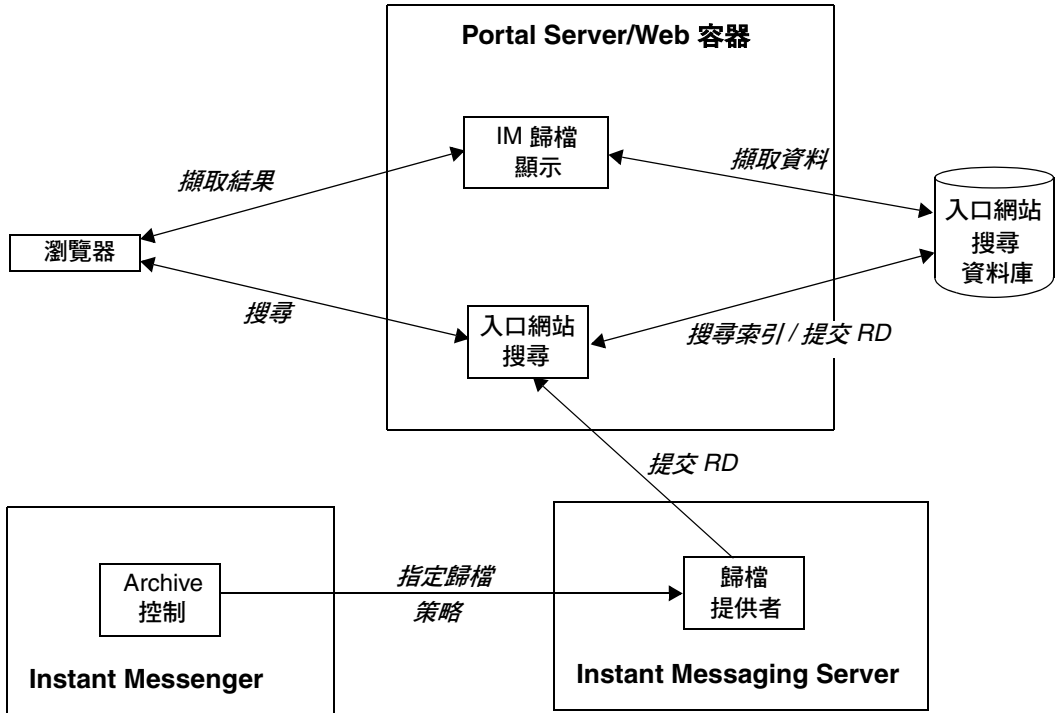 Portal Server/Web 容器
IM 歸檔
顯示
擷取結果
擷取資料
入口網站
搜尋
資料庫
瀏覽器
搜尋
入口網站
搜尋
搜尋索引 / 提交 RD
提交 RD
Archive
控制
指定歸檔
策略
歸檔
提供者
Instant Messenger
Instant Messaging Server